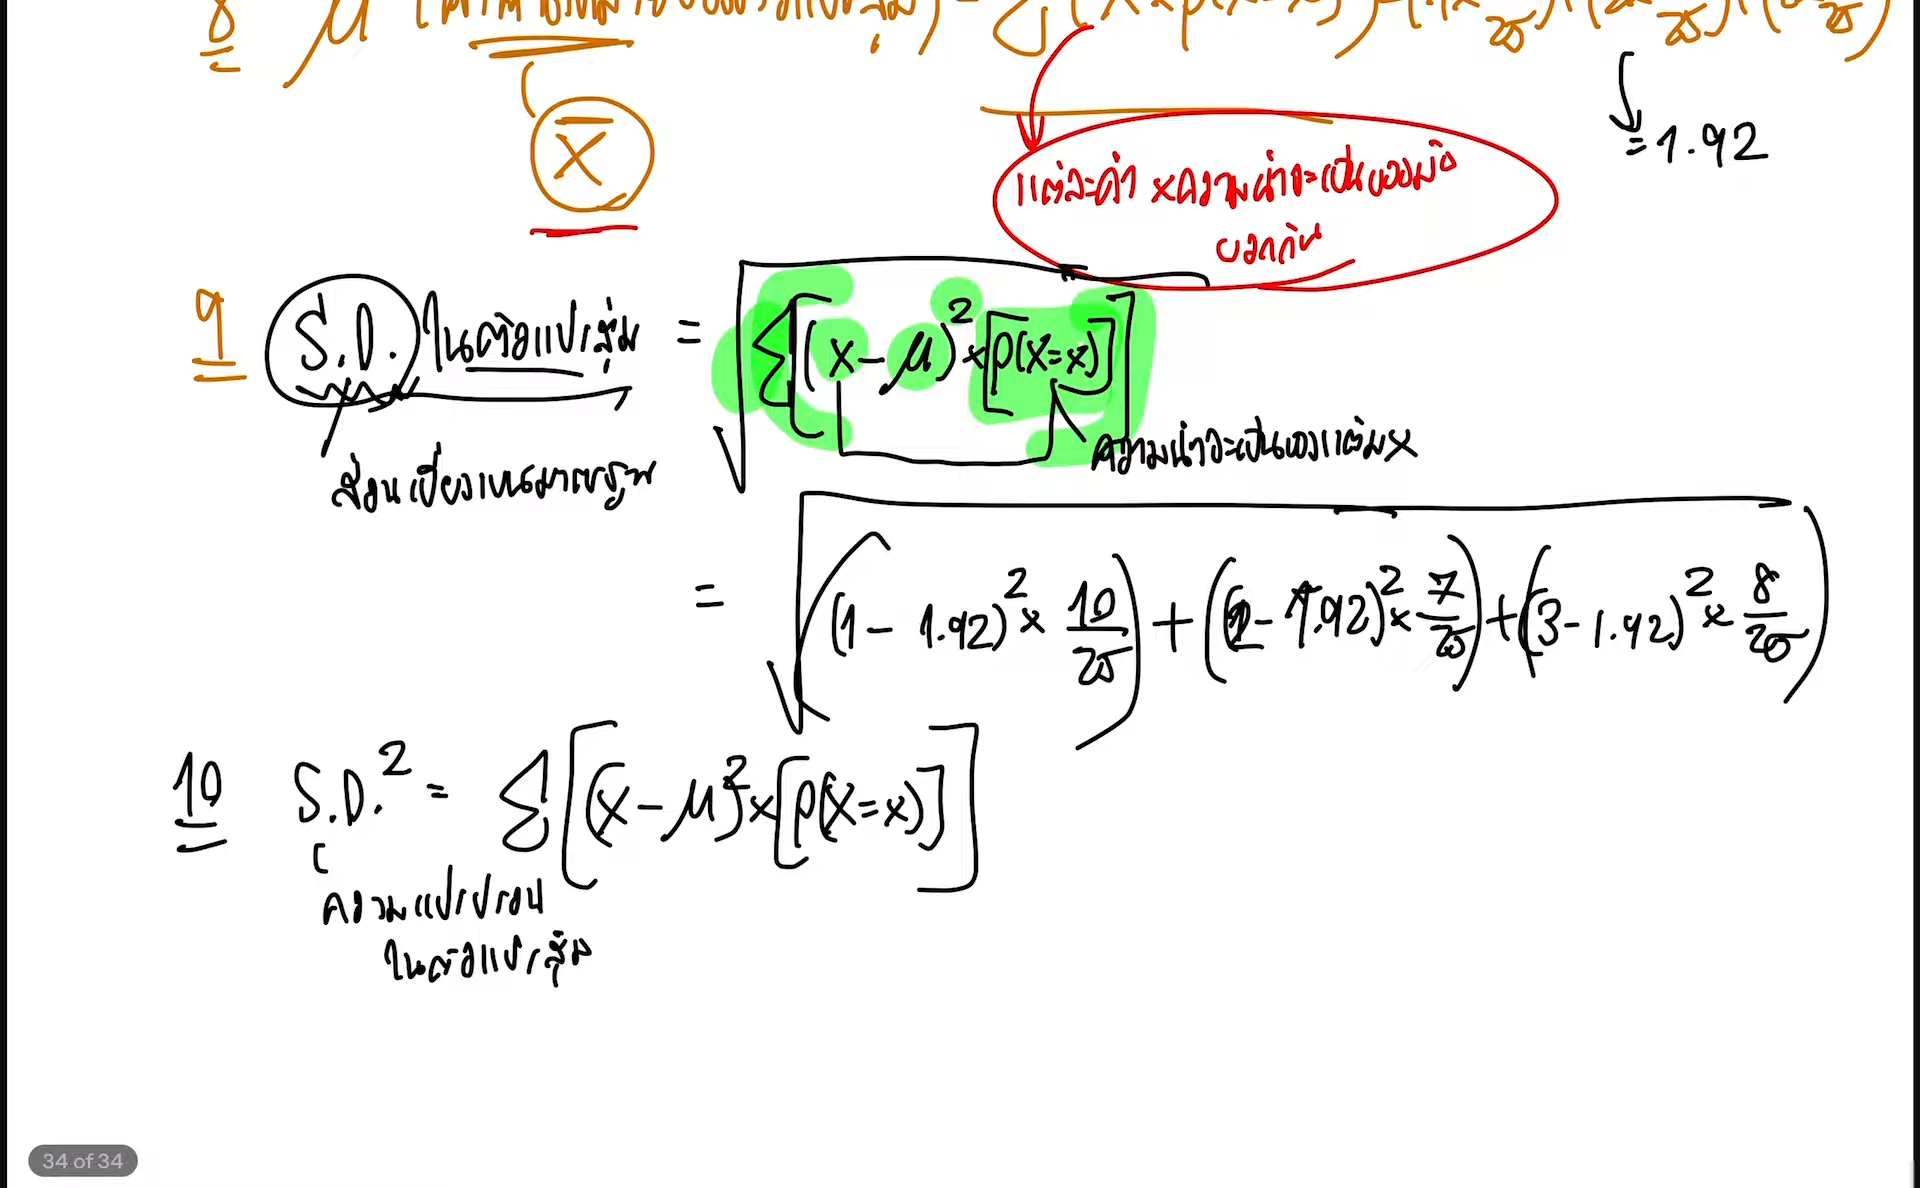 8 μ
X̄
= 1.92
แต่ละค่า xความน่าจะเป็นของมัน
บวกกัน
9 S.D. ในตัวแปรสุ่ม = √Σ[(x-μ)²×[P(X=x)]]
ความน่าจะเป็นของแต้ม x
ส่วนเบี่ยงเบนมาตรฐาน
= √((1-1.92)²×10/25)+((2-1.92)²×7/25)+((3-1.92)²×8/25)
10 S.D.² = Σ[(x-μ)²×[P(X=x)]]
ความแปรปรวน
ในตัวแปรสุ่ม
34 of 34